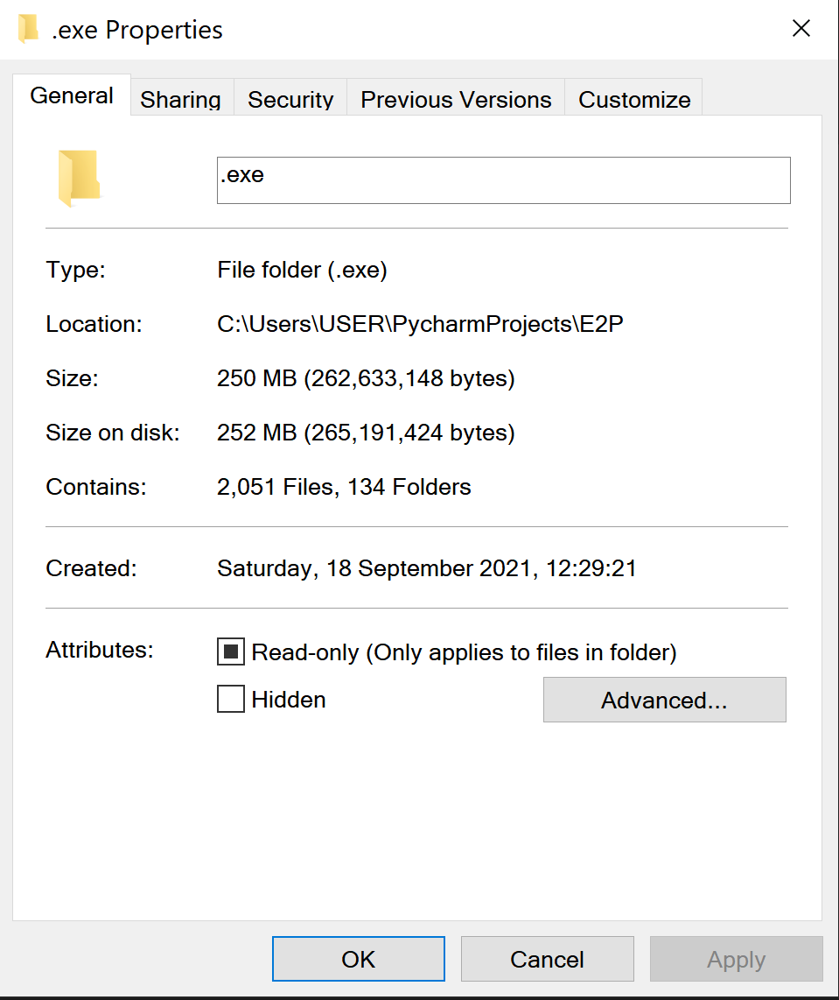 .exe Properties
General Sharing Security Previous Versions Customize
.exe
Type: File folder (.exe)
Location: C:\Users\USER\PycharmProjects\E2P
Size: 250 MB (262,633,148 bytes)
Size on disk: 252 MB (265,191,424 bytes)
Contains: 2,051 Files, 134 Folders
Created: Saturday, 18 September 2021, 12:29:21
Attributes: Read-only (Only applies to files in folder)
Hidden Advanced...
OK Cancel Apply